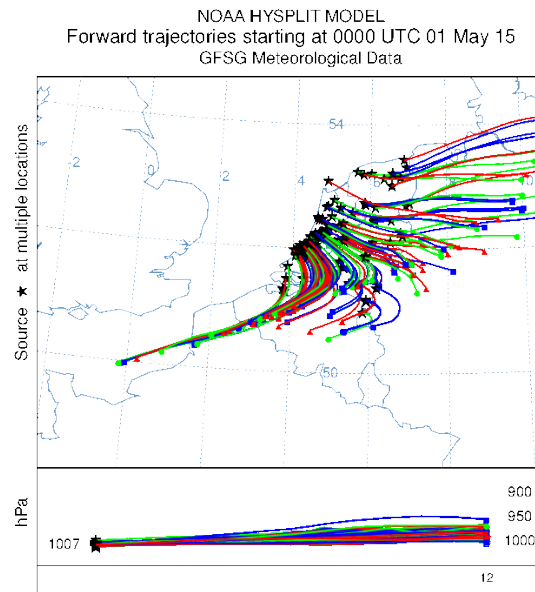 NOAA HYSPLIT MODEL
Forward trajectories starting at 0000 UTC 01 May 15
GFSG Meteorological Data
Source ★ at multiple locations
54
-2
0
2
4
50
hPa
1007
900
950
1000
12